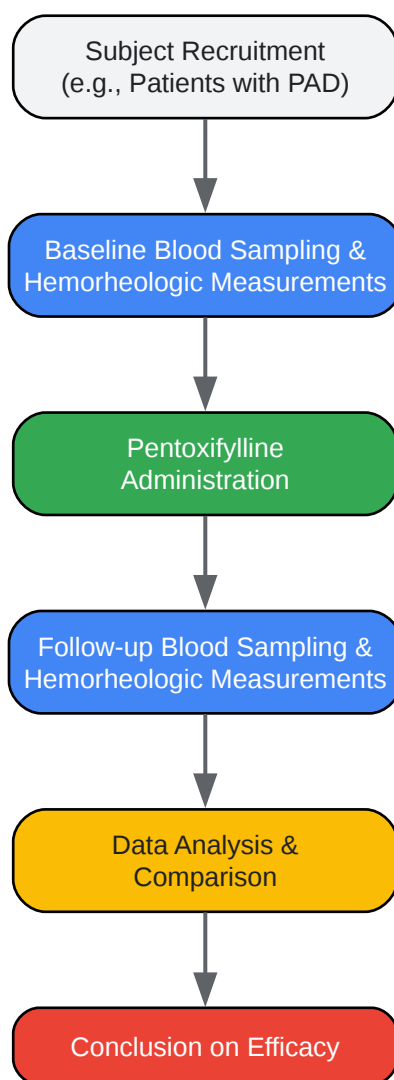 Subject Recruitment
(e.g., Patients with PAD)
Baseline Blood Sampling &
Hemorheologic Measurements
Pentoxifylline
Administration
Follow-up Blood Sampling &
Hemorheologic Measurements
Data Analysis &
Comparison
Conclusion on Efficacy